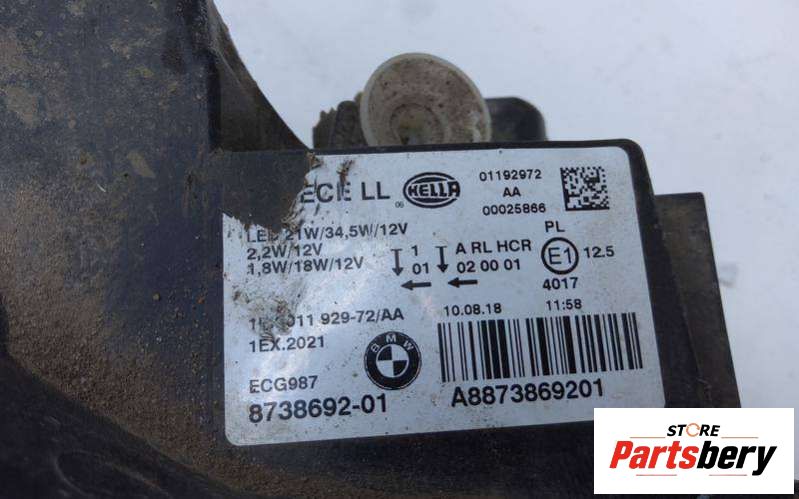 ECE LL
06
HELLA
01192972
AA
00025866
21W/34,5W/12V
2,2W/12V
1,8W/18W/12V
1
01
A RL HCR
02 00 01
PL
E1 12.5
4017
011 929-72/AA
1EX.2021
10.08.18 11:58
BMW
ECG987
8738692-01
A8873869201
STORE
Partsbery